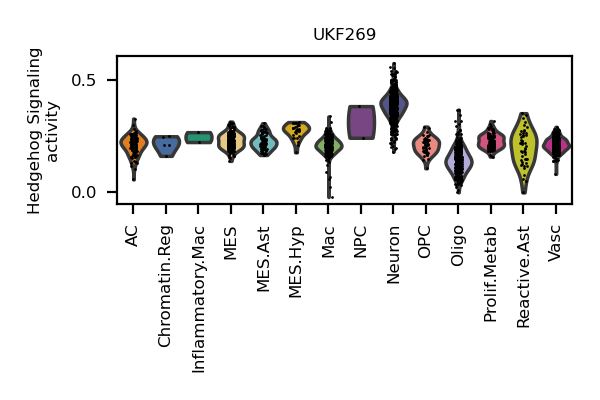 UKF269
Hedgehog Signaling
activity
0.5
0.0
AC
Chromatin.Reg
Inflammatory.Mac
MES
MES.Ast
MES.Hyp
Mac
NPC
Neuron
OPC
Oligo
Prolif.Metab
Reactive.Ast
Vasc